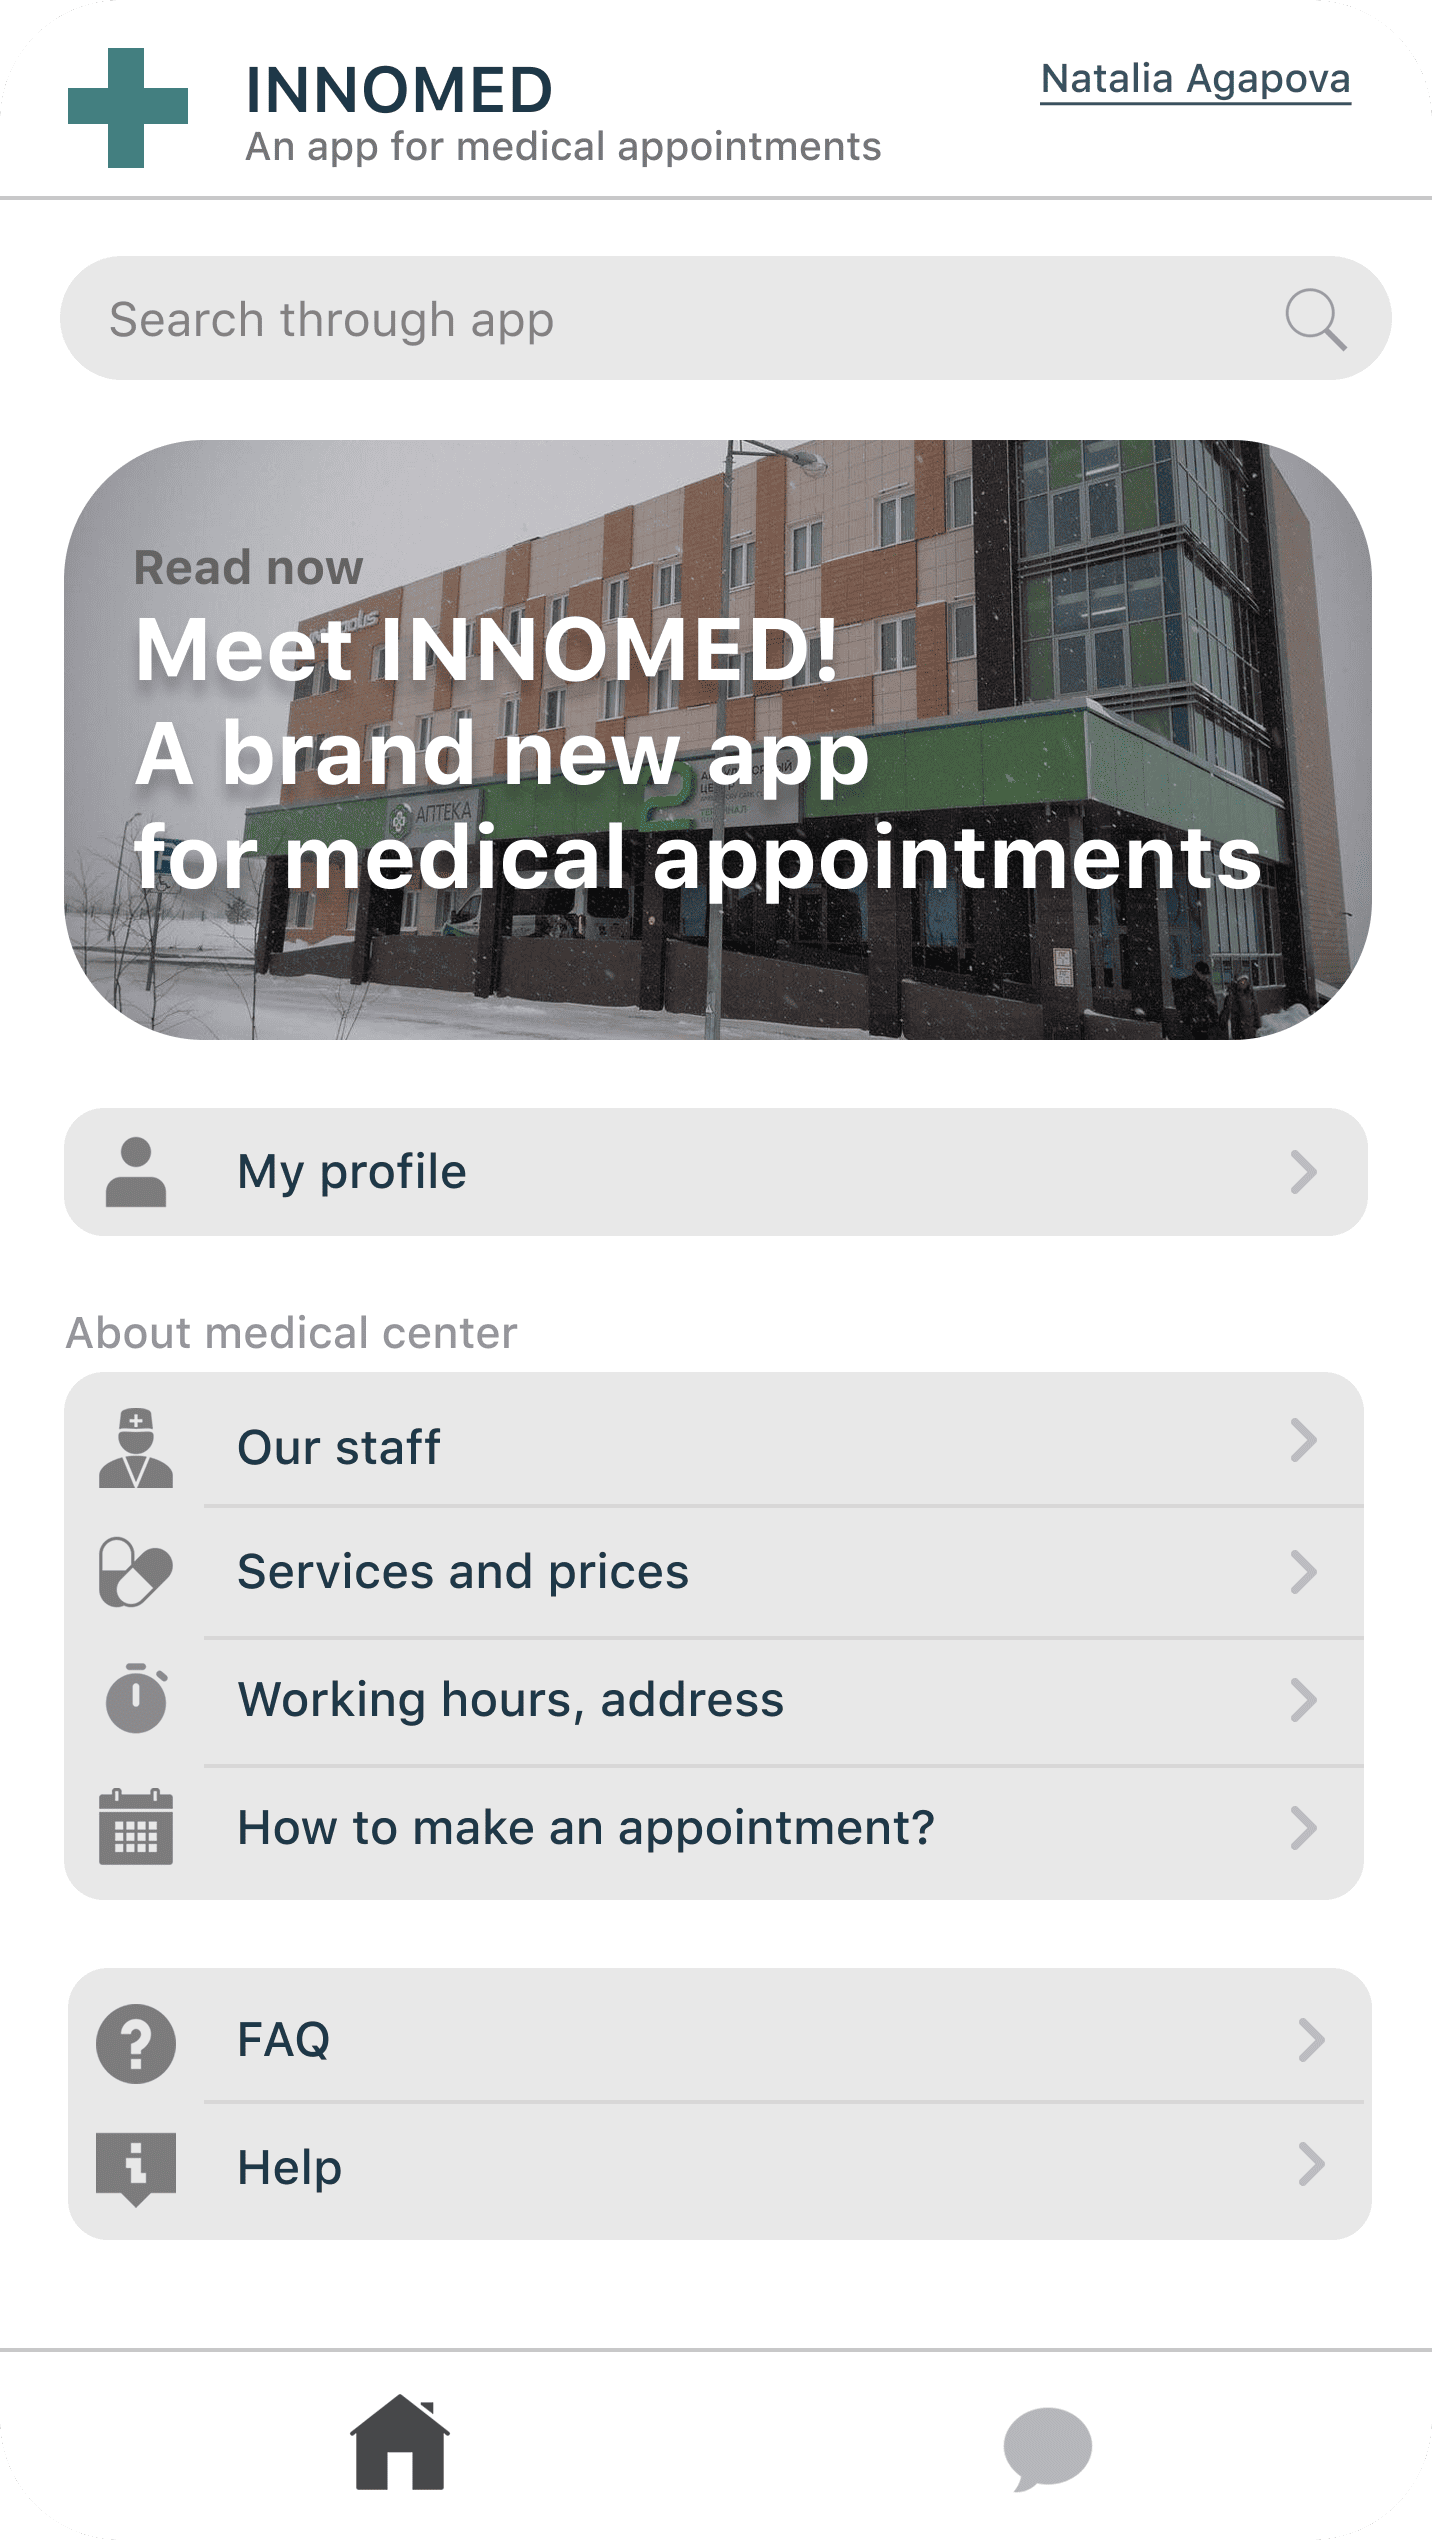 INNOMED
Natalia Agapova
An app for medical appointments
Search through app
Read now
Meet INNOMED!
A brand new app
for medical appointments
АПТЕКА
2
My profile
About medical center
Our staff
Services and prices
Working hours, address
How to make an appointment?
FAQ
Help